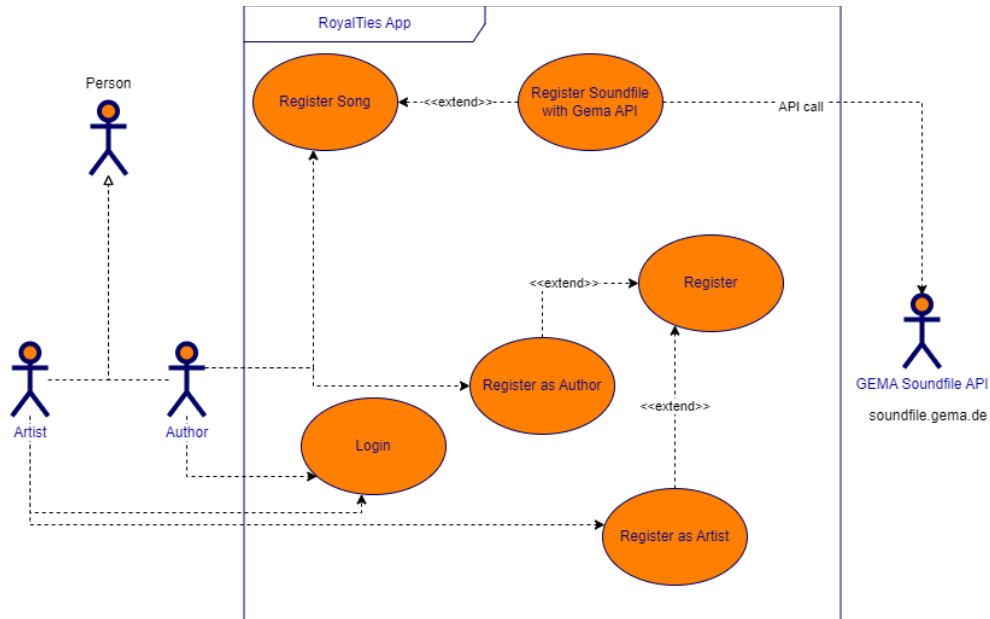 RoyalTies App
Person
Register Song
<<extend>>
Register Soundfile
with Gema API
API call
<<extend>>
Register
Register as Author
<<extend>>
GEMA Soundfile API
soundfile.gema.de
Artist
Author
Login
Register as Artist